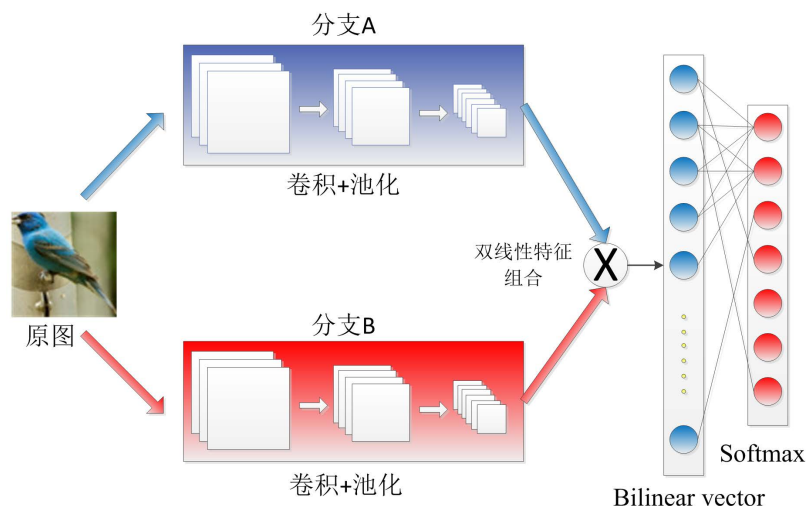 分支A
卷积+池化
原图
双线性特征
组合
X
分支B
卷积+池化
Softmax
Bilinear vector